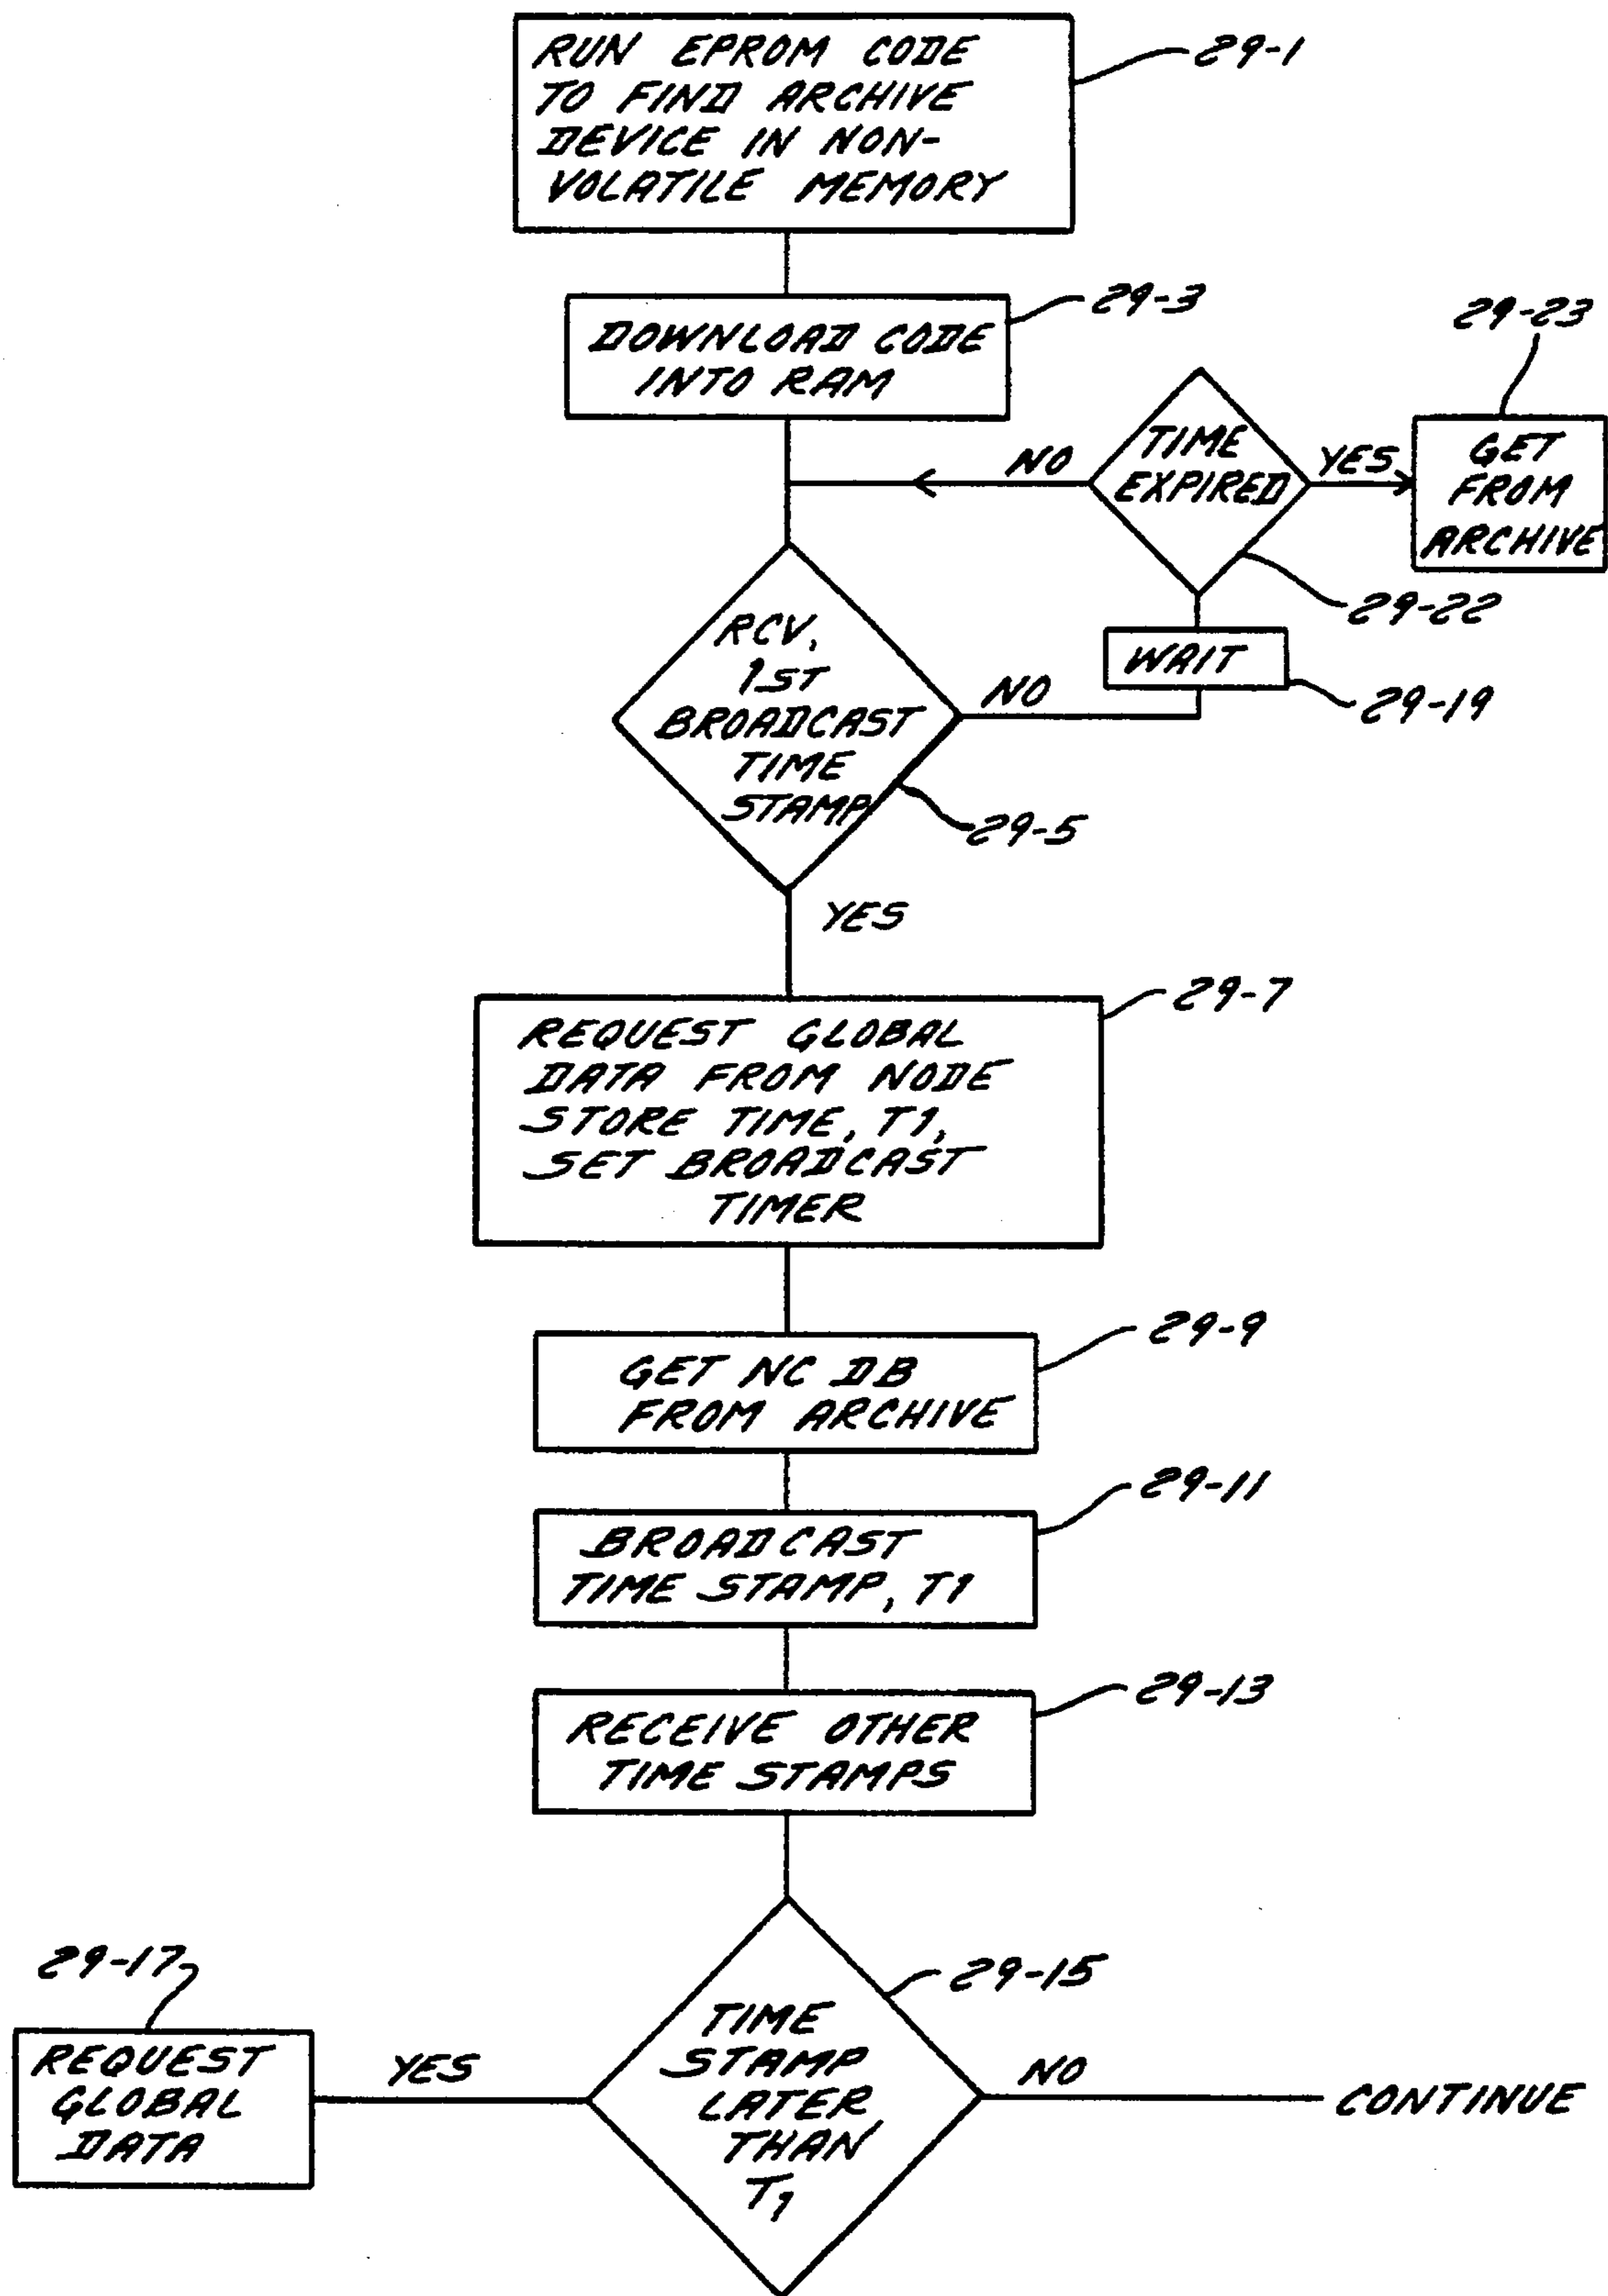 RUN EPROM CODE
TO FIND ARCHIVE
DEVICE IN NON-
VOLATILE MEMORY
29-1
DOWNLOAD CODE
INTO RAM
29-3
TIME
EXPIRED
NO
YES
GET
FROM
ARCHIVE
29-23
29-22
WAIT
29-19
RCV,
1ST
BROADCAST
TIME
STAMP
NO
29-5
YES
REQUEST GLOBAL
DATA FROM NODE
STORE TIME, T1,
SET BROADCAST
TIMER
29-7
GET NC DB
FROM ARCHIVE
29-9
BROADCAST
TIME STAMP, T1
29-11
RECEIVE OTHER
TIME STAMPS
29-13
TIME
STAMP
LATER
THAN
T1
29-15
YES
NO
CONTINUE
29-17
REQUEST
GLOBAL
DATA